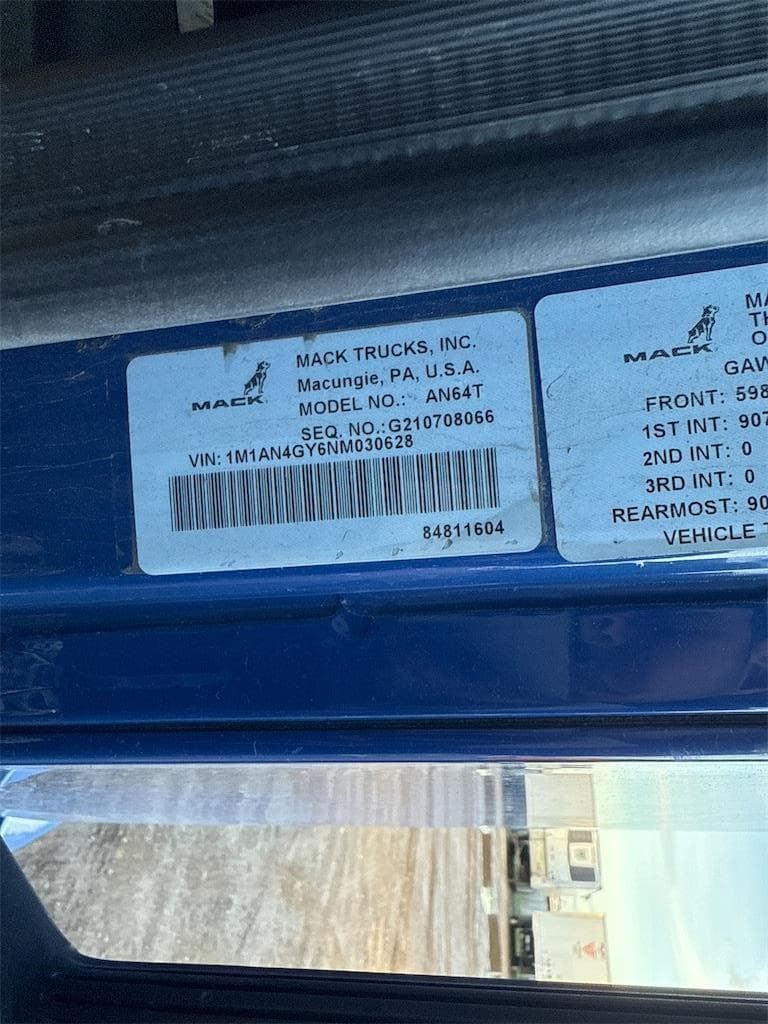 MACK
MACK TRUCKS, INC.
Macungie, PA, U.S.A.
MODEL NO.: AN64T
SEQ. NO.:G210708066
VIN: 1M1AN4GY6NM030628
84811604
MACK
GAW
FRONT: 598
1ST INT: 907
2ND INT: 0
3RD INT: 0
REARMOST: 90
VEHICLE